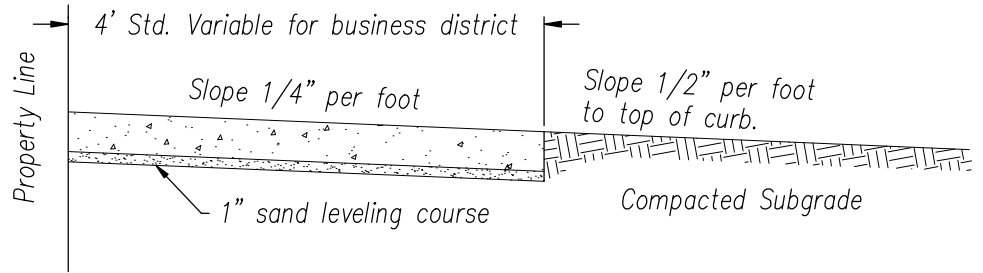 4' Std. Variable for business district
Property Line
Slope 1/4" per foot
Slope 1/2" per foot
to top of curb.
1" sand leveling course
Compacted Subgrade